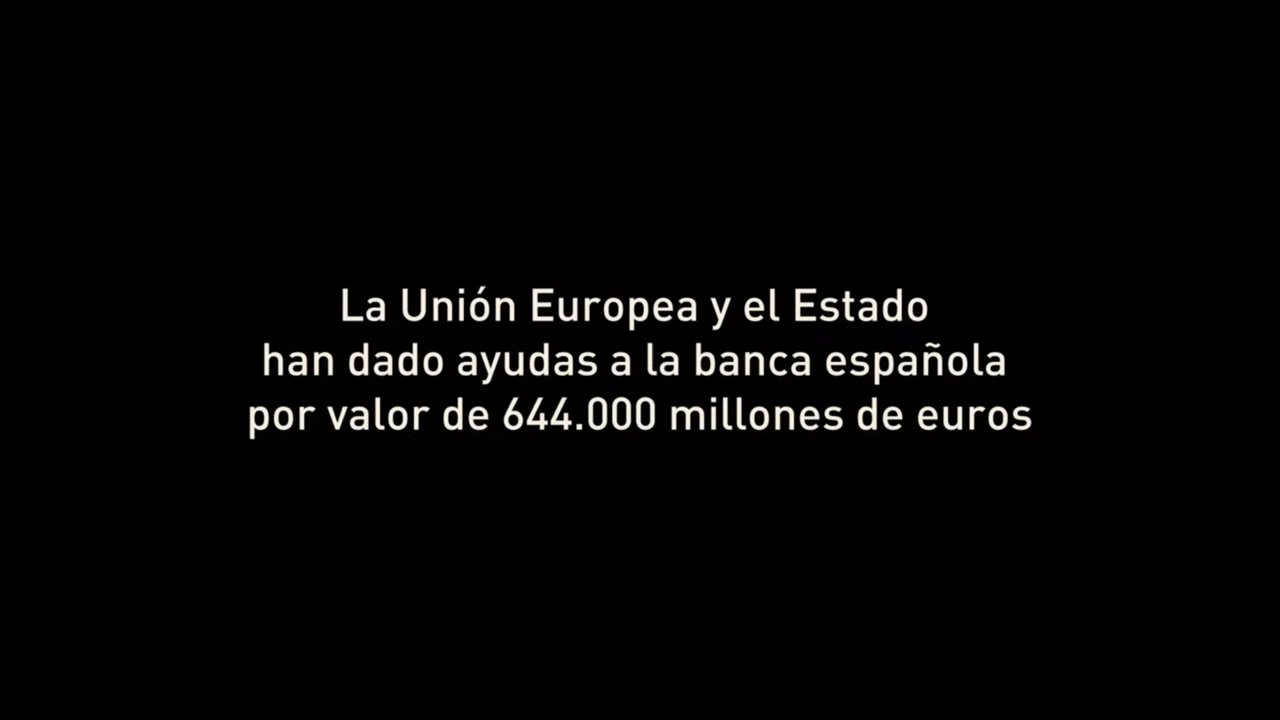 La Unión Europea y el Estado
han dado ayudas a la banca española
por valor de 644.000 millones de euros